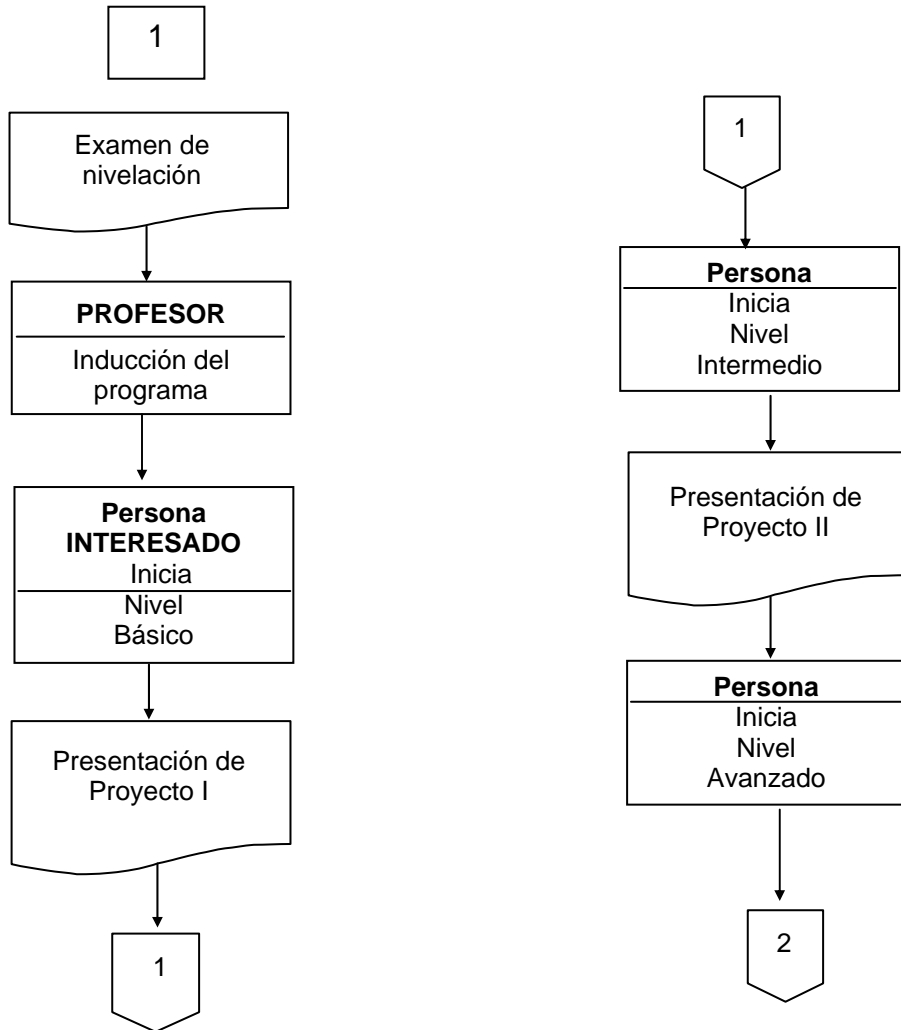 1
Examen de
nivelación
PROFESOR
Inducción del
programa
Persona
INTERESADO
Inicia
Nivel
Básico
Presentación de
Proyecto I
1
1
Persona
Inicia
Nivel
Intermedio
Presentación de
Proyecto II
Persona
Inicia
Nivel
Avanzado
2